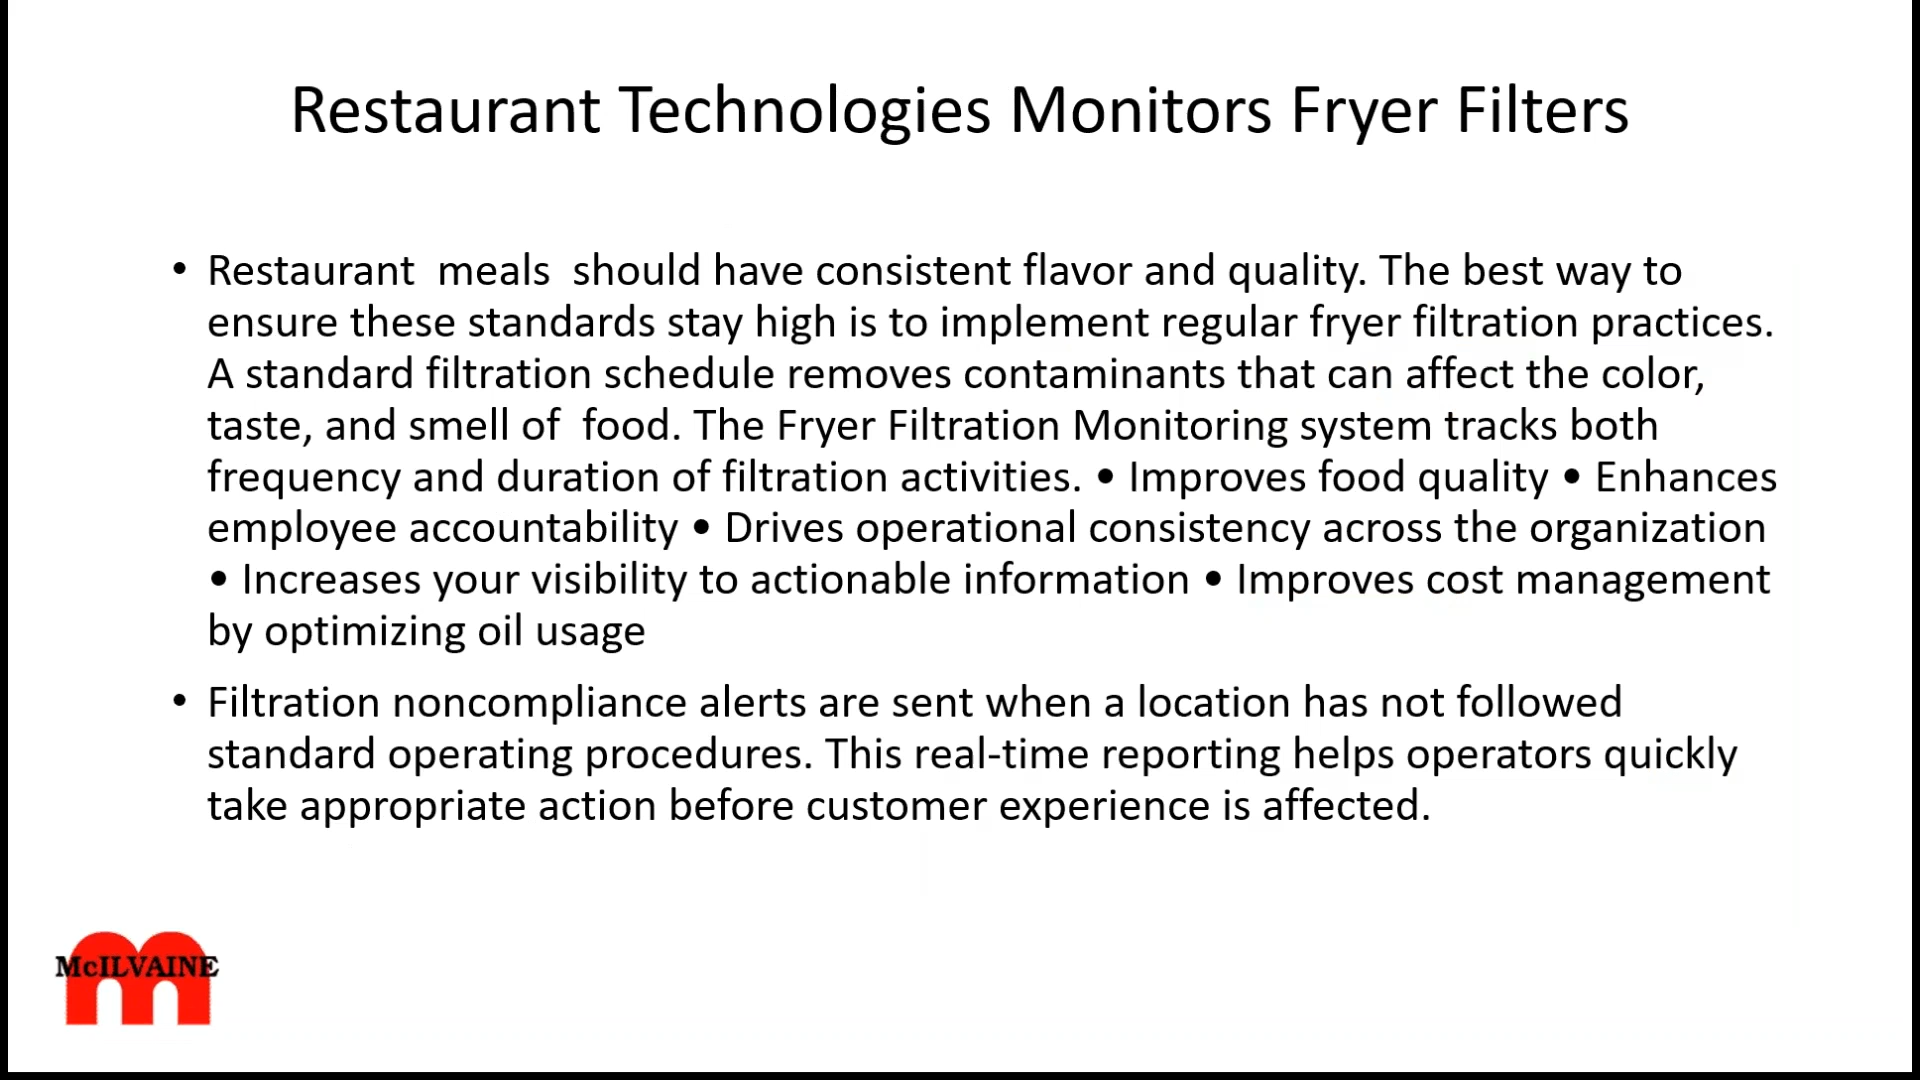 Restaurant Technologies Monitors Fryer Filters
• Restaurant  meals  should have consistent flavor and quality. The best way to
ensure these standards stay high is to implement regular fryer filtration practices.
A standard filtration schedule removes contaminants that can affect the color,
taste, and smell of  food. The Fryer Filtration Monitoring system tracks both
frequency and duration of filtration activities. • Improves food quality • Enhances
employee accountability • Drives operational consistency across the organization
• Increases your visibility to actionable information • Improves cost management
by optimizing oil usage
• Filtration noncompliance alerts are sent when a location has not followed
standard operating procedures. This real-time reporting helps operators quickly
take appropriate action before customer experience is affected.
McILVAINE